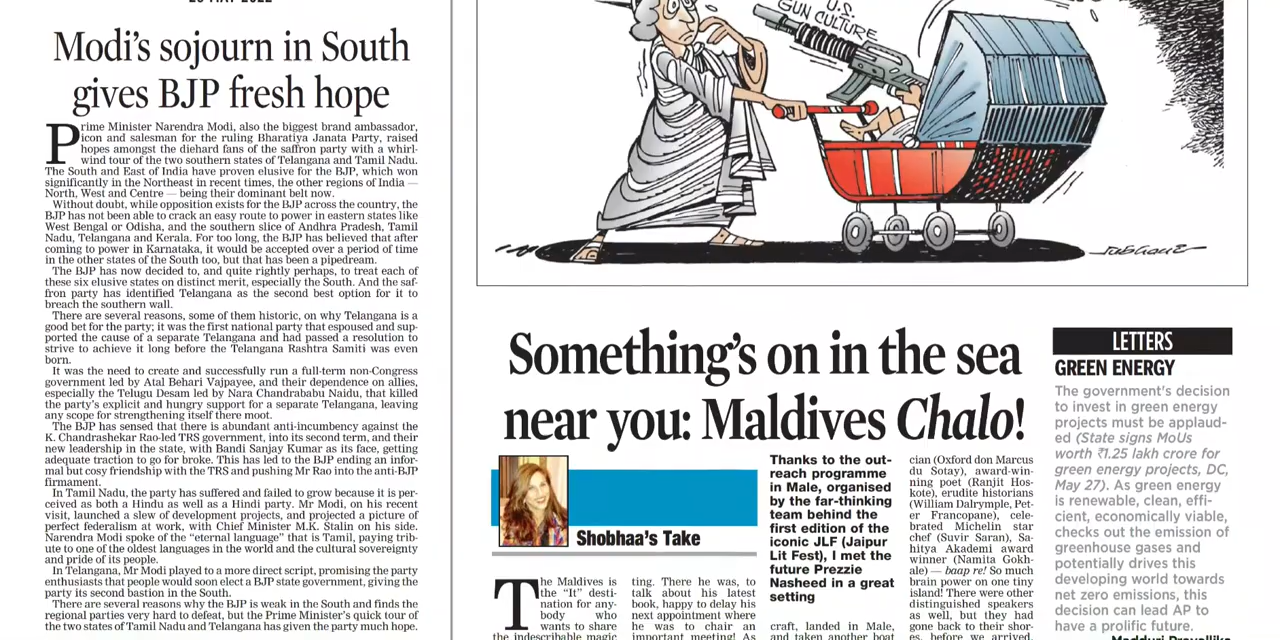 Modi’s sojourn in South
gives BJP fresh hope
Prime Minister Narendra Modi, also the biggest brand ambassador,
icon and salesman for the ruling Bharatiya Janata Party, raised
hopes amongst the diehard fans of the saffron party with a whirl-
wind tour of the two southern states of Telangana and Tamil Nadu.
The South and East of India have proven elusive for the BJP, which won
significantly in the Northeast in recent times, the other regions of India —
North, West and Centre — being their dominant belt now.
Without doubt, while opposition exists for the BJP across the country, the
BJP has not been able to crack an easy route to power in eastern states like
West Bengal or Odisha, and the southern slice of Andhra Pradesh, Tamil
Nadu, Telangana and Kerala. For too long, the BJP has believed that after
coming to power in Karnataka, it would be accepted over a period of time
in the other states of the South too, but that has been a pipedream.
The BJP has now decided to, and quite rightly perhaps, to treat each of
these six elusive states on distinct merit, especially the South. And the saf-
fron party has identified Telangana as the second best option for it to
breach the southern wall.
There are several reasons, some of them historic, on why Telangana is a
good bet for the party; it was the first national party that espoused and sup-
ported the cause of a separate Telangana and had passed a resolution to
strive to achieve it long before the Telangana Rashtra Samiti was even
born.
It was the need to create and successfully run a full-term non-Congress
government led by Atal Behari Vajpayee, and their dependence on allies,
especially the Telugu Desam led by Nara Chandrababu Naidu, that killed
the party’s explicit and hungry support for a separate Telangana, leaving
any scope for strengthening itself there moot.
The BJP has sensed that there is abundant anti-incumbency against the
K. Chandrashekar Rao-led TRS government, into its second term, and their
new leadership in the state, with Bandi Sanjay Kumar as its face, getting
adequate traction to go for broke. This has led to the BJP ending an infor-
mal but cosy friendship with the TRS and pushing Mr Rao into the anti-BJP
firmament.
In Tamil Nadu, the party has suffered and failed to grow because it is per-
ceived as both a Hindu as well as a Hindi party. Mr Modi, on his recent
visit, launched a slew of development projects, and projected a picture of
perfect federalism at work, with Chief Minister M.K. Stalin on his side.
Narendra Modi spoke of the “eternal language” that is Tamil, paying trib-
ute to one of the oldest languages in the world and the cultural sovereignty
and pride of its people.
In Telangana, Mr Modi played to a more direct script, promising the party
enthusiasts that people would soon elect a BJP state government, giving the
party its second bastion in the South.
There are several reasons why the BJP is weak in the South and finds the
regional parties very hard to defeat, but the Prime Minister’s quick tour of
the two states of Tamil Nadu and Telangana has given the party much hope.
U.S.
GUN CULTURE
Something’s on in the sea
near you: Maldives Chalo!
Shobhaa’s Take
The Maldives is
the “It” desti-
nation for any-
body who
wants to share
the indescribable magic
ting. There he was, to
talk about his latest
book, happy to delay his
next appointment where
he was to chair an
important meeting! As
Thanks to the out-
reach programme
in Male, organised
by the far-thinking
team behind the
first edition of the
iconic JLF (Jaipur
Lit Fest), I met the
future Prezzie
Nasheed in a great
setting
craft, landed in Male,
and taken another boat
cian (Oxford don Marcus
du Sotay), award-win-
ning poet (Ranjit Hos-
kote), erudite historians
(William Dalrymple, Pet-
er Francopane), cele-
brated Michelin star
chef (Suvir Saran), Sa-
hitya Akademi award
winner (Namita Gokh-
ale) — baap re! So much
brain power on one tiny
island! There were other
distinguished speakers
as well, but they had
gone back to their shor-
es, before we arrived.
LETTERS
GREEN ENERGY
The government's decision
to invest in green energy
projects must be applaud-
ed (State signs MoUs
worth ₹1.25 lakh crore for
green energy projects, DC,
May 27). As green energy
is renewable, clean, effi-
cient, economically viable,
checks out the emission of
greenhouse gases and
potentially drives this
developing world towards
net zero emissions, this
decision can lead AP to
have a prolific future.